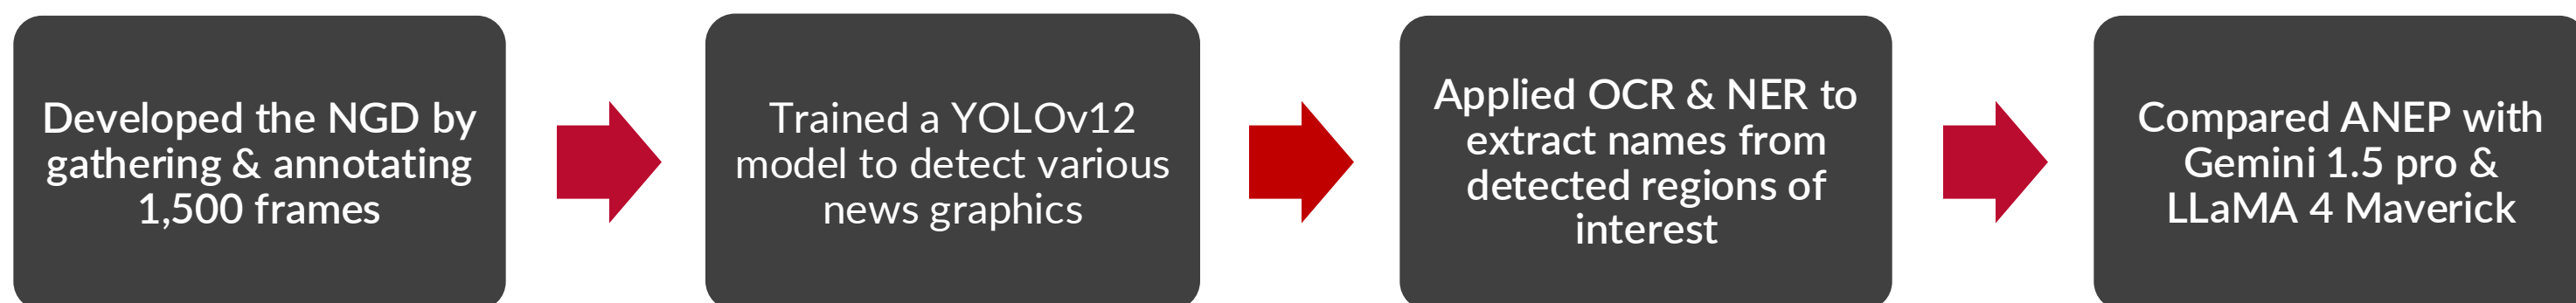 Developed the NGD by
gathering & annotating
1,500 frames
Trained a YOLOv12
model to detect various
news graphics
Applied OCR & NER to
extract names from
detected regions of
interest
Compared ANEP with
Gemini 1.5 pro &
LLaMA 4 Maverick